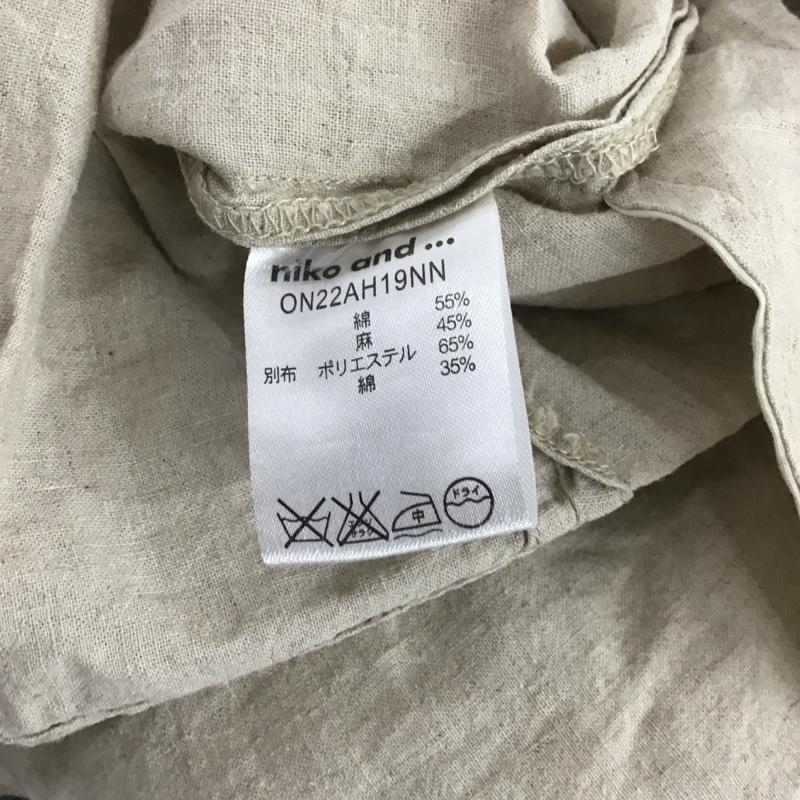 niko and ...
ON22AH19NN
綿 55%
麻 45%
別布 ポリエステル 65%
綿 35%
中 ドライ